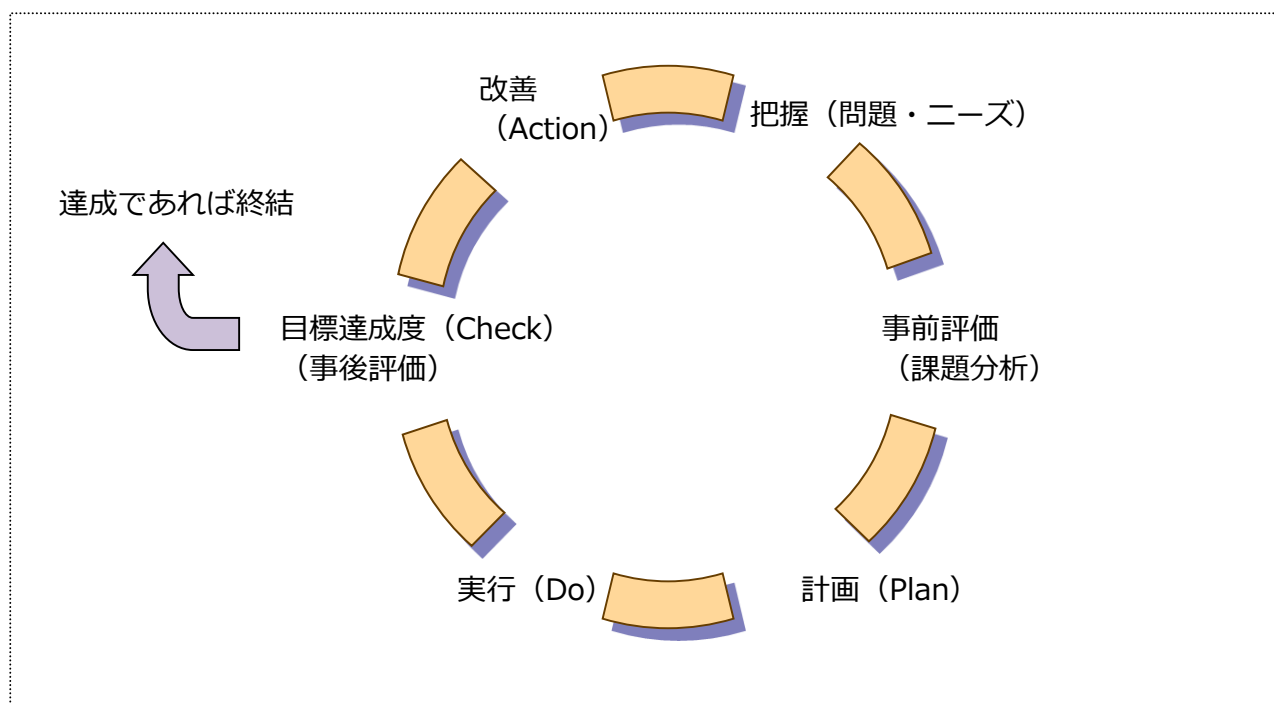 改善
（Action）
把握（問題・ニーズ）
達成であれば終結
目標達成度（Check）
（事後評価）
事前評価
（課題分析）
実行（Do）
計画（Plan）